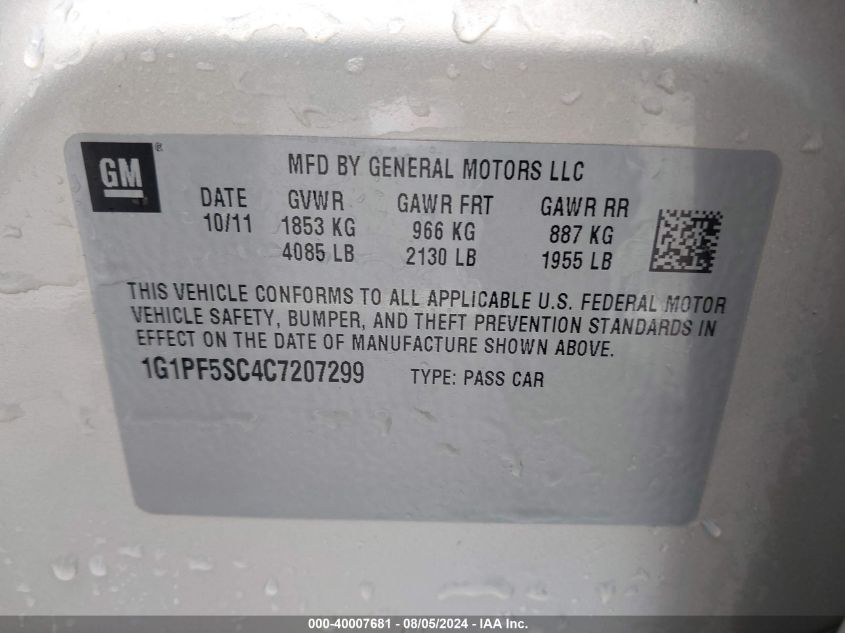 GM®
MFD BY GENERAL MOTORS LLC
DATE GVWR GAWR FRT GAWR RR
10/11 1853 KG 966 KG 887 KG
4085 LB 2130 LB 1955 LB
THIS VEHICLE CONFORMS TO ALL APPLICABLE U.S. FEDERAL MOTOR
VEHICLE SAFETY, BUMPER, AND THEFT PREVENTION STANDARDS IN
EFFECT ON THE DATE OF MANUFACTURE SHOWN ABOVE.
1G1PF5SC4C7207299 TYPE: PASS CAR
000-40007681 - 08/05/2024 - IAA Inc.